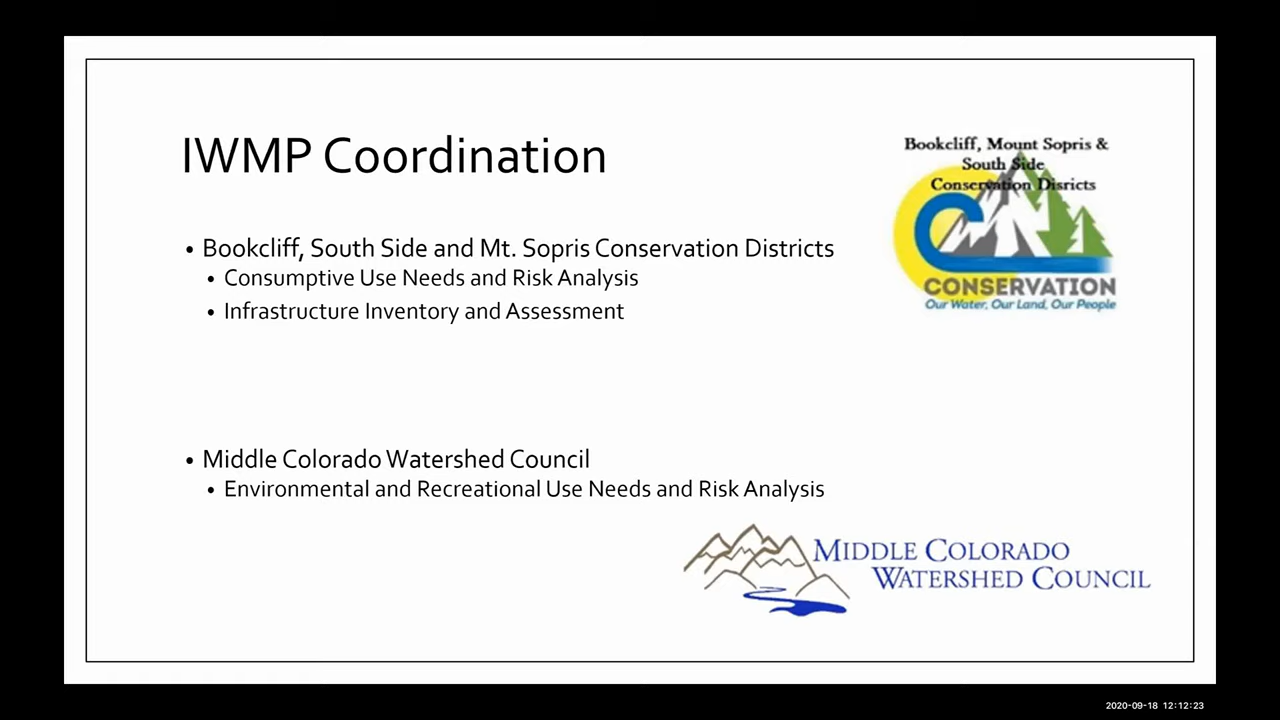 IWMP Coordination
Bookcliff, Mount Sopris &
South Side
Conservation Disricts
CONSERVATION
Our Water, Our Land, Our People
• Bookcliff, South Side and Mt. Sopris Conservation Districts
• Consumptive Use Needs and Risk Analysis
• Infrastructure Inventory and Assessment
• Middle Colorado Watershed Council
• Environmental and Recreational Use Needs and Risk Analysis
MIDDLE COLORADO
WATERSHED COUNCIL
2020-09-18 12:12:23